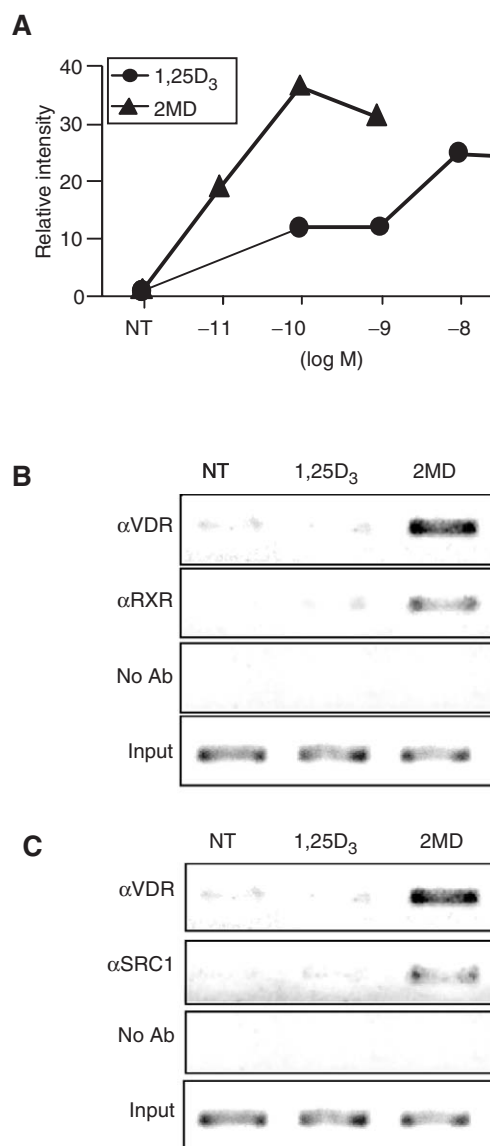 A
1,25D₃
2MD
Relative intensity
40
30
20
10
0
NT −11 −10 −9 −8
(log M)
B
NT 1,25D₃ 2MD
αVDR
αRXR
No Ab
Input
C
NT 1,25D₃ 2MD
αVDR
αSRC1
No Ab
Input